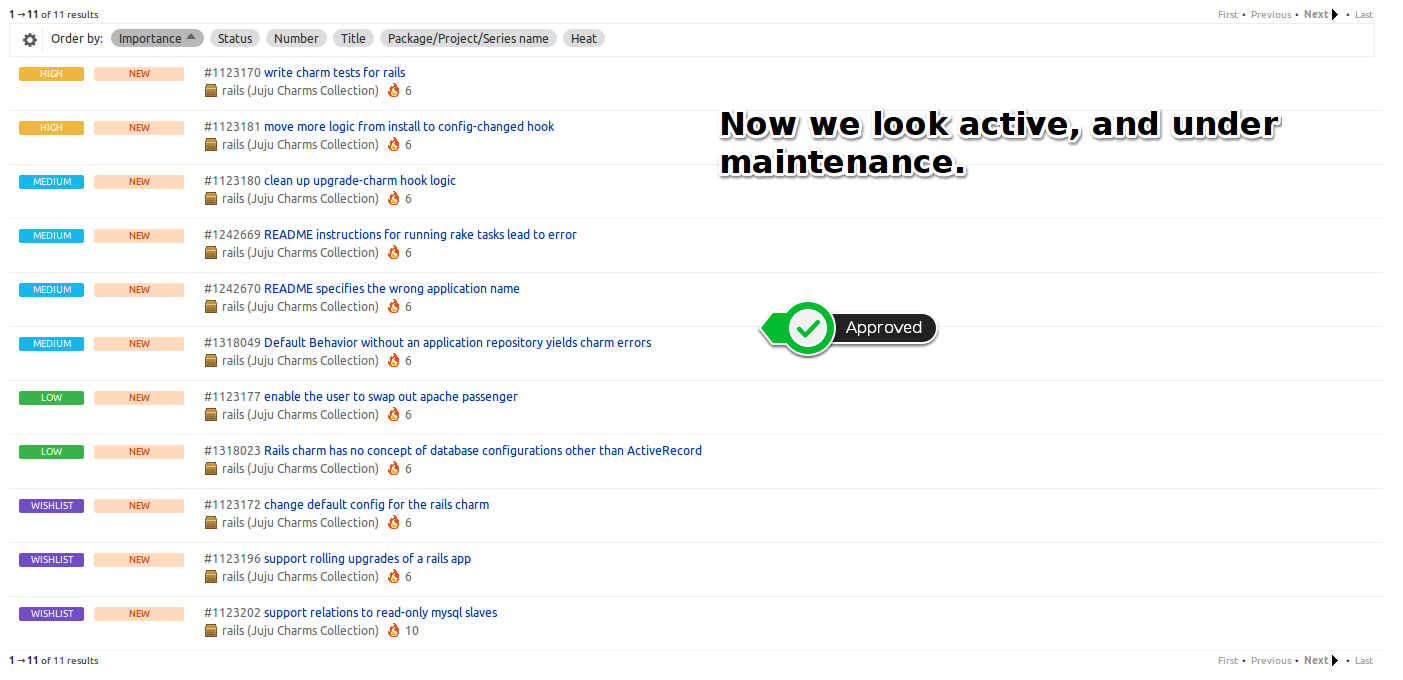 1 → 11 of 11 results First • Previous • Next • Last
Order by: Importance Status Number Title Package/Project/Series name Heat
HIGH NEW #1123170 write charm tests for rails
rails (Juju Charms Collection) 6
Now we look active, and under
maintenance.
HIGH NEW #1123181 move more logic from install to config-changed hook
rails (Juju Charms Collection) 6
MEDIUM NEW #1123180 clean up upgrade-charm hook logic
rails (Juju Charms Collection) 6
MEDIUM NEW #1242669 README instructions for running rake tasks lead to error
rails (Juju Charms Collection) 6
MEDIUM NEW #1242670 README specifies the wrong application name
rails (Juju Charms Collection) 6
Approved
MEDIUM NEW #1318049 Default Behavior without an application repository yields charm errors
rails (Juju Charms Collection) 6
LOW NEW #1123177 enable the user to swap out apache passenger
rails (Juju Charms Collection) 6
LOW NEW #1318023 Rails charm has no concept of database configurations other than ActiveRecord
rails (Juju Charms Collection) 6
WISHLIST NEW #1123172 change default config for the rails charm
rails (Juju Charms Collection) 6
WISHLIST NEW #1123196 support rolling upgrades of a rails app
rails (Juju Charms Collection) 6
WISHLIST NEW #1123202 support relations to read-only mysql slaves
rails (Juju Charms Collection) 10
1 → 11 of 11 results First • Previous • Next • Last